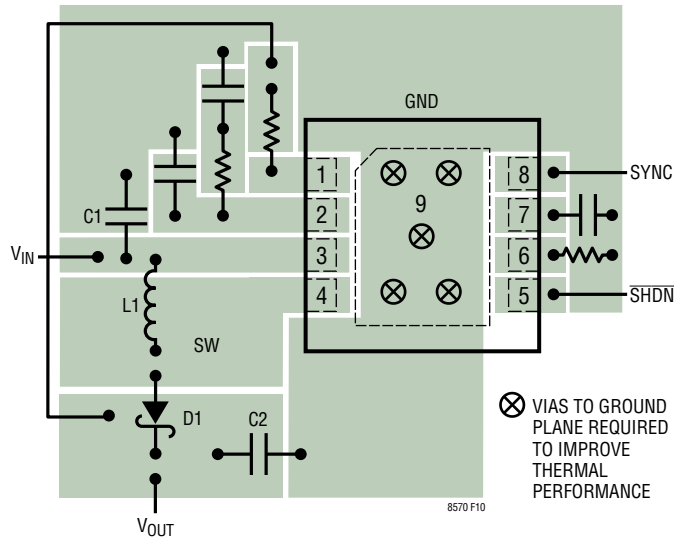 GND
1
8
SYNC
9
C1
2
7
VIN
3
6
4
5
SHDN
L1
SW
D1
C2
VIAS TO GROUND
PLANE REQUIRED
TO IMPROVE
THERMAL
PERFORMANCE
8570 F10
VOUT